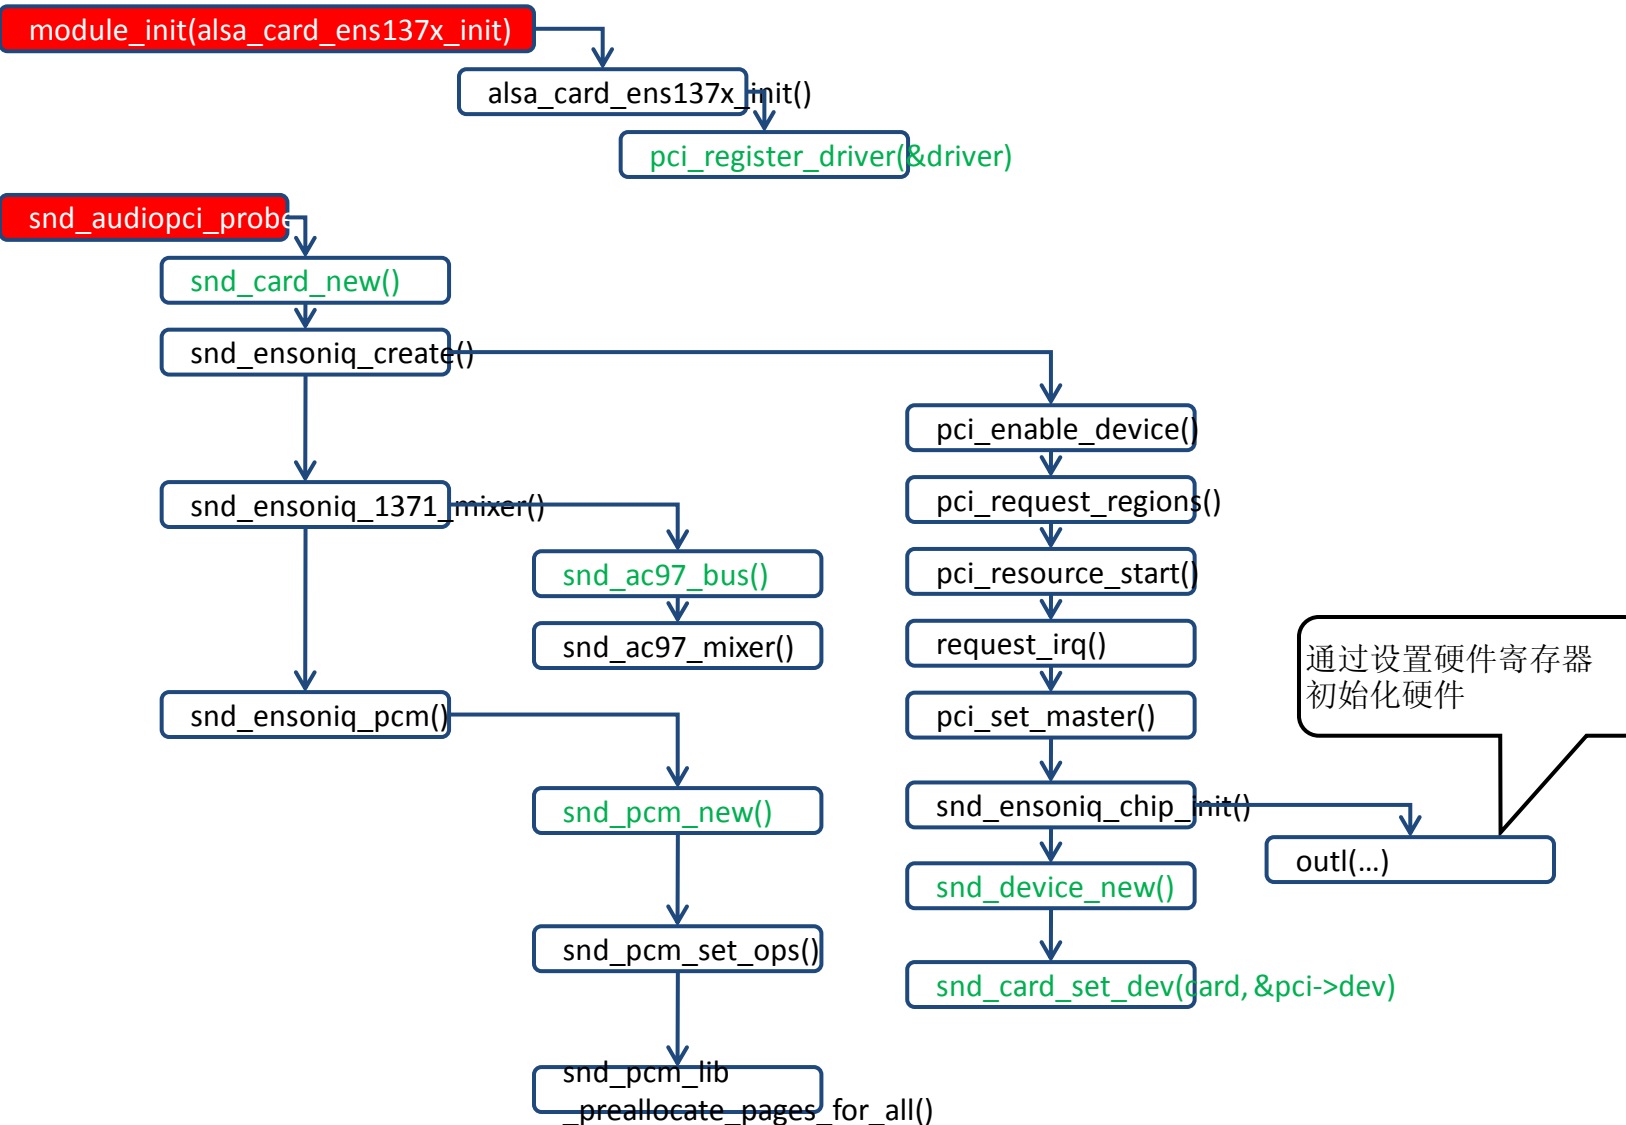 module_init(alsa_card_ens137x_init)
alsa_card_ens137x_init()
pci_register_driver(&driver)
snd_audiopci_probe
snd_card_new()
snd_ensoniq_create()
pci_enable_device()
snd_ensoniq_1371_mixer()
pci_request_regions()
snd_ac97_bus()
pci_resource_start()
snd_ac97_mixer()
request_irq()
通过设置硬件寄存器
初始化硬件
snd_ensoniq_pcm()
pci_set_master()
snd_pcm_new()
snd_ensoniq_chip_init()
outl(...)
snd_device_new()
snd_pcm_set_ops()
snd_card_set_dev(card, &pci->dev)
snd_pcm_lib
_preallocate_pages_for_all()